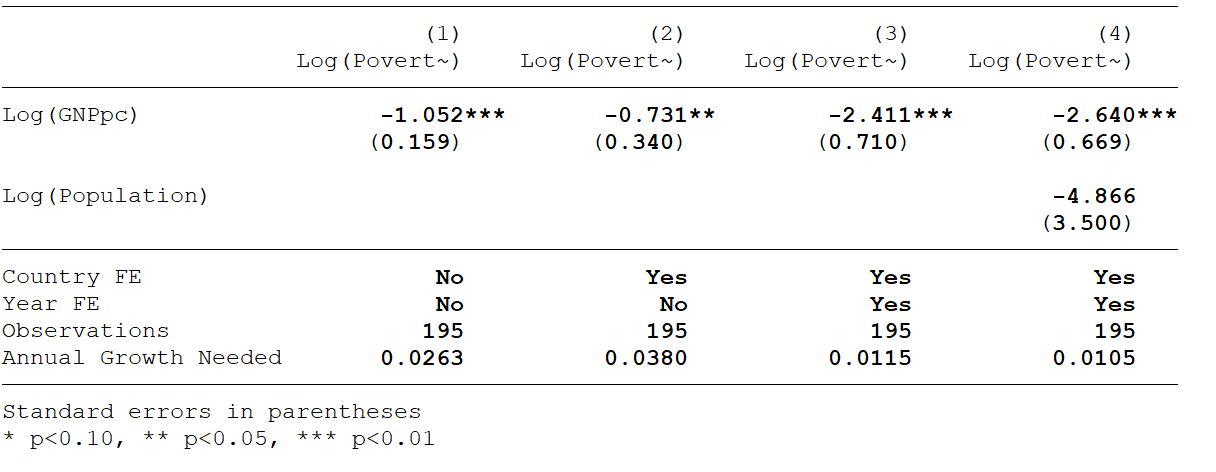 (1) (2) (3) (4)
Log(Povert~) Log(Povert~) Log(Povert~) Log(Povert~)
Log(GNPpc) -1.052*** -0.731** -2.411*** -2.640***
(0.159) (0.340) (0.710) (0.669)
Log(Population) -4.866
(3.500)
Country FE No Yes Yes Yes
Year FE No No Yes Yes
Observations 195 195 195 195
Annual Growth Needed 0.0263 0.0380 0.0115 0.0105
Standard errors in parentheses
* p<0.10, ** p<0.05, *** p<0.01